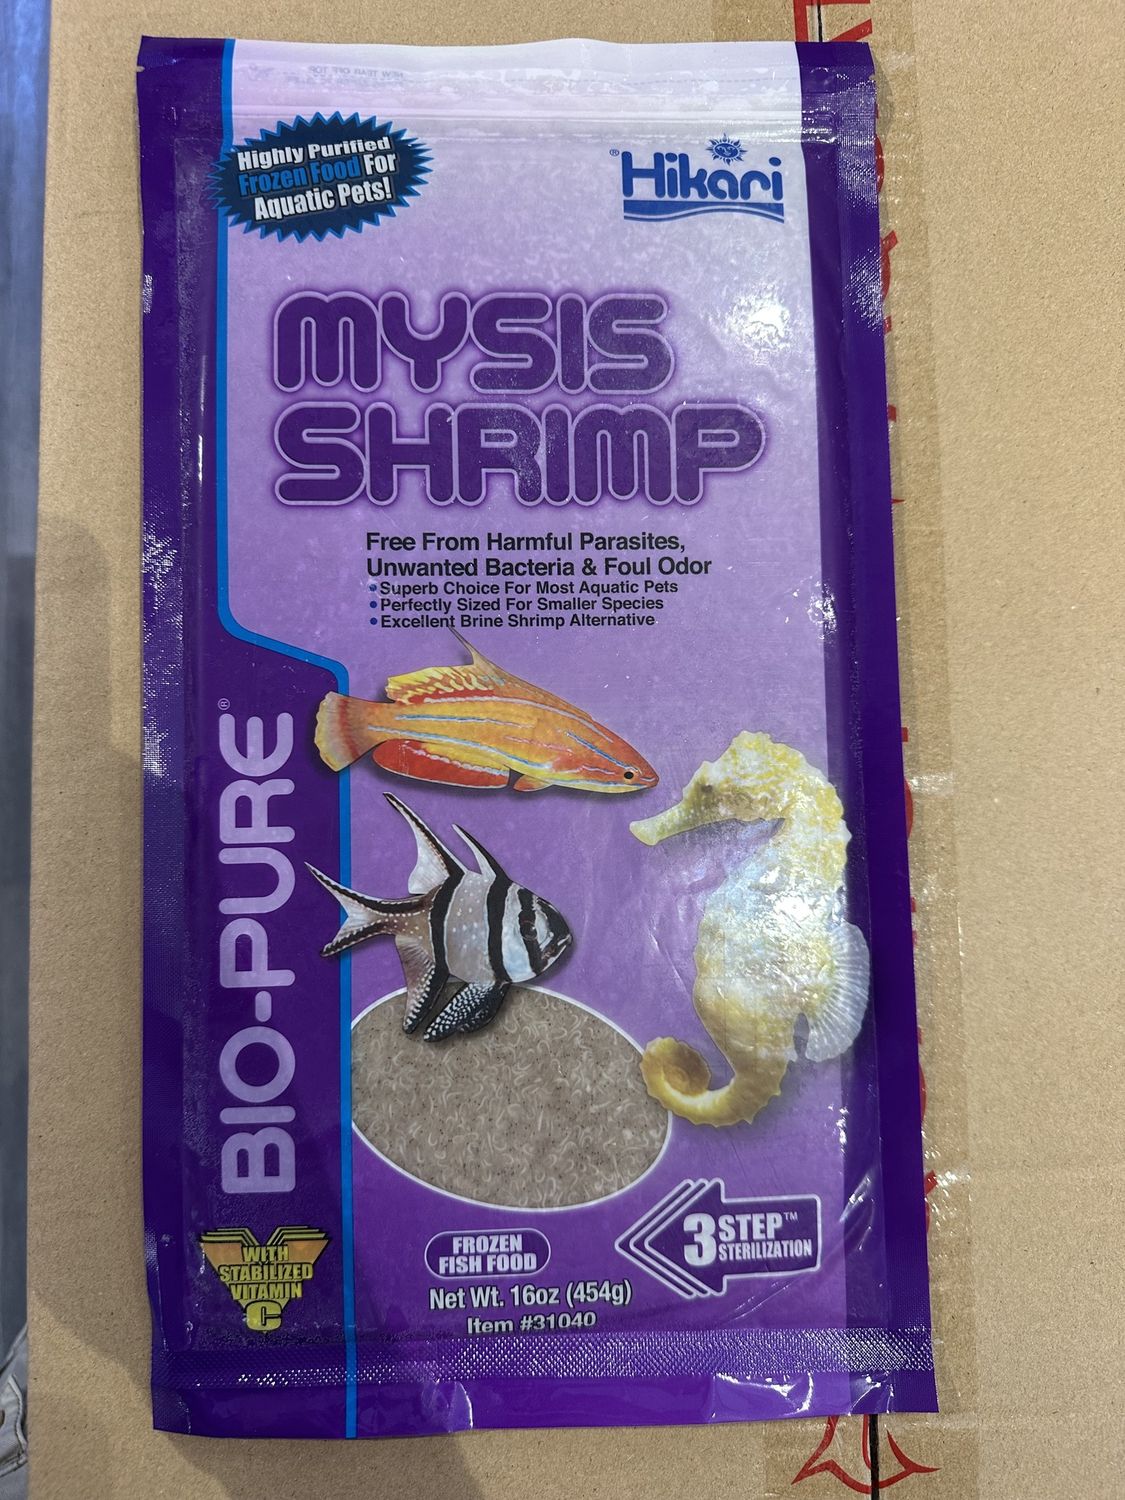 Highly Purified
Frozen Food For
Aquatic Pets!
® Hikari
MYSIS
SHRIMP
Free From Harmful Parasites,
Unwanted Bacteria & Foul Odor
• Superb Choice For Most Aquatic Pets
• Perfectly Sized For Smaller Species
• Excellent Brine Shrimp Alternative
BIO-PURE®
WITH
STABILIZED
VITAMIN
C
FROZEN
FISH FOOD
3 STEP™
STERILIZATION
Net Wt. 16oz (454g)
Item #31040